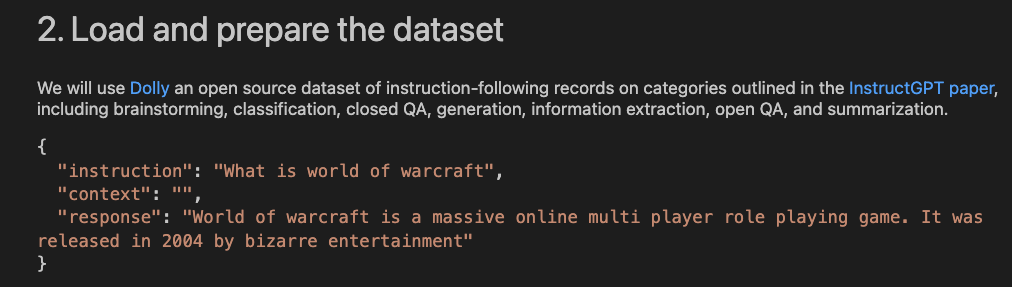 2. Load and prepare the dataset
We will use Dolly an open source dataset of instruction-following records on categories outlined in the InstructGPT paper,
including brainstorming, classification, closed QA, generation, information extraction, open QA, and summarization.
{
  "instruction": "What is world of warcraft",
  "context": "",
  "response": "World of warcraft is a massive online multi player role playing game. It was
released in 2004 by bizarre entertainment"
}